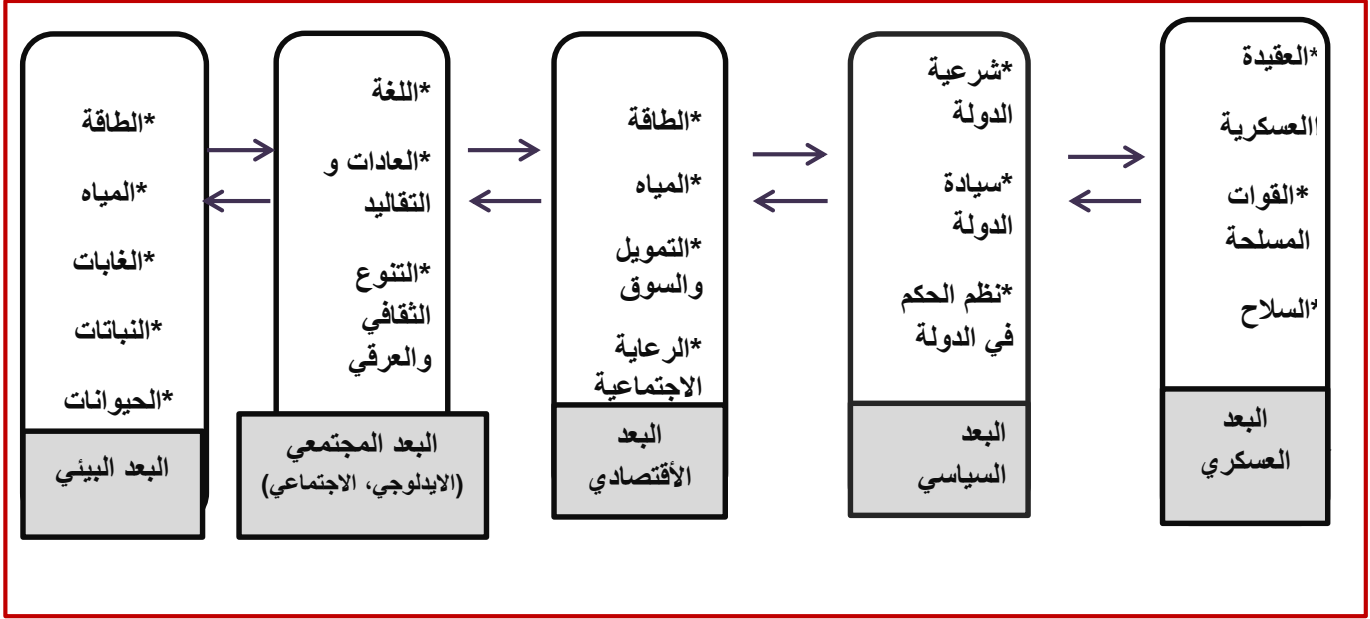 *العقيدة
العسكرية
*القوات
المسلحة
*السلاح
البعد
العسكري
*شرعية
الدولة
*سيادة
الدولة
*نظم الحكم
في الدولة
البعد
السياسي
*الطاقة
*المياه
*التمويل
والسوق
*الرعاية
الاجتماعية
البعد
الأقتصادي
*اللغة
*العادات و
التقاليد
*التنوع
الثقافي
والعرقي
البعد المجتمعي
(الايدلوجي، الاجتماعي)
*الطاقة
*المياه
*الغابات
*النباتات
*الحيوانات
البعد البيئي